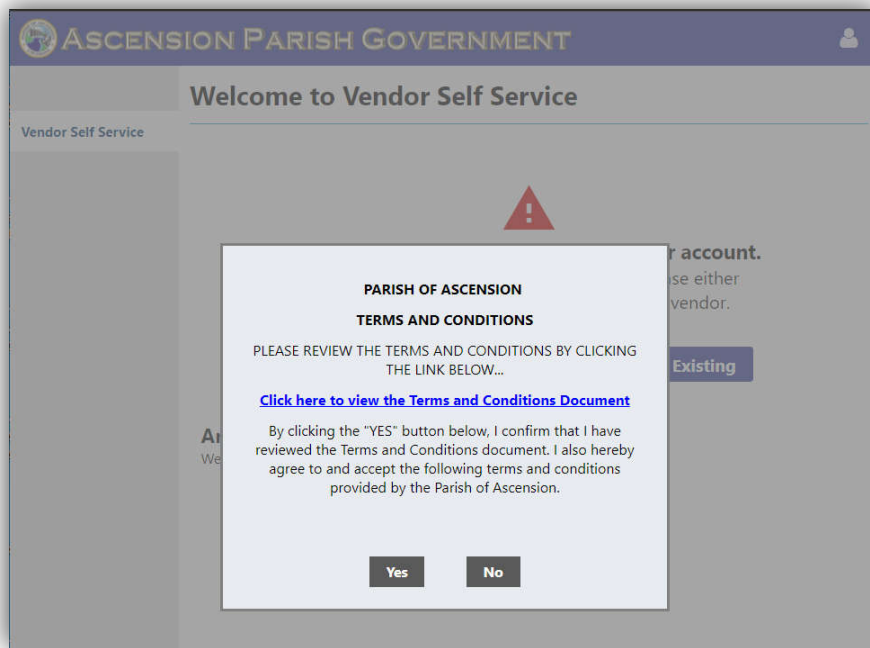 ASCENSION PARISH GOVERNMENT
Welcome to Vendor Self Service
Vendor Self Service
r account.
se either
vendor.
Existing
Ar
We
PARISH OF ASCENSION
TERMS AND CONDITIONS
PLEASE REVIEW THE TERMS AND CONDITIONS BY CLICKING
THE LINK BELOW...
Click here to view the Terms and Conditions Document
By clicking the "YES" button below, I confirm that I have
reviewed the Terms and Conditions document. I also hereby
agree to and accept the following terms and conditions
provided by the Parish of Ascension.
Yes No